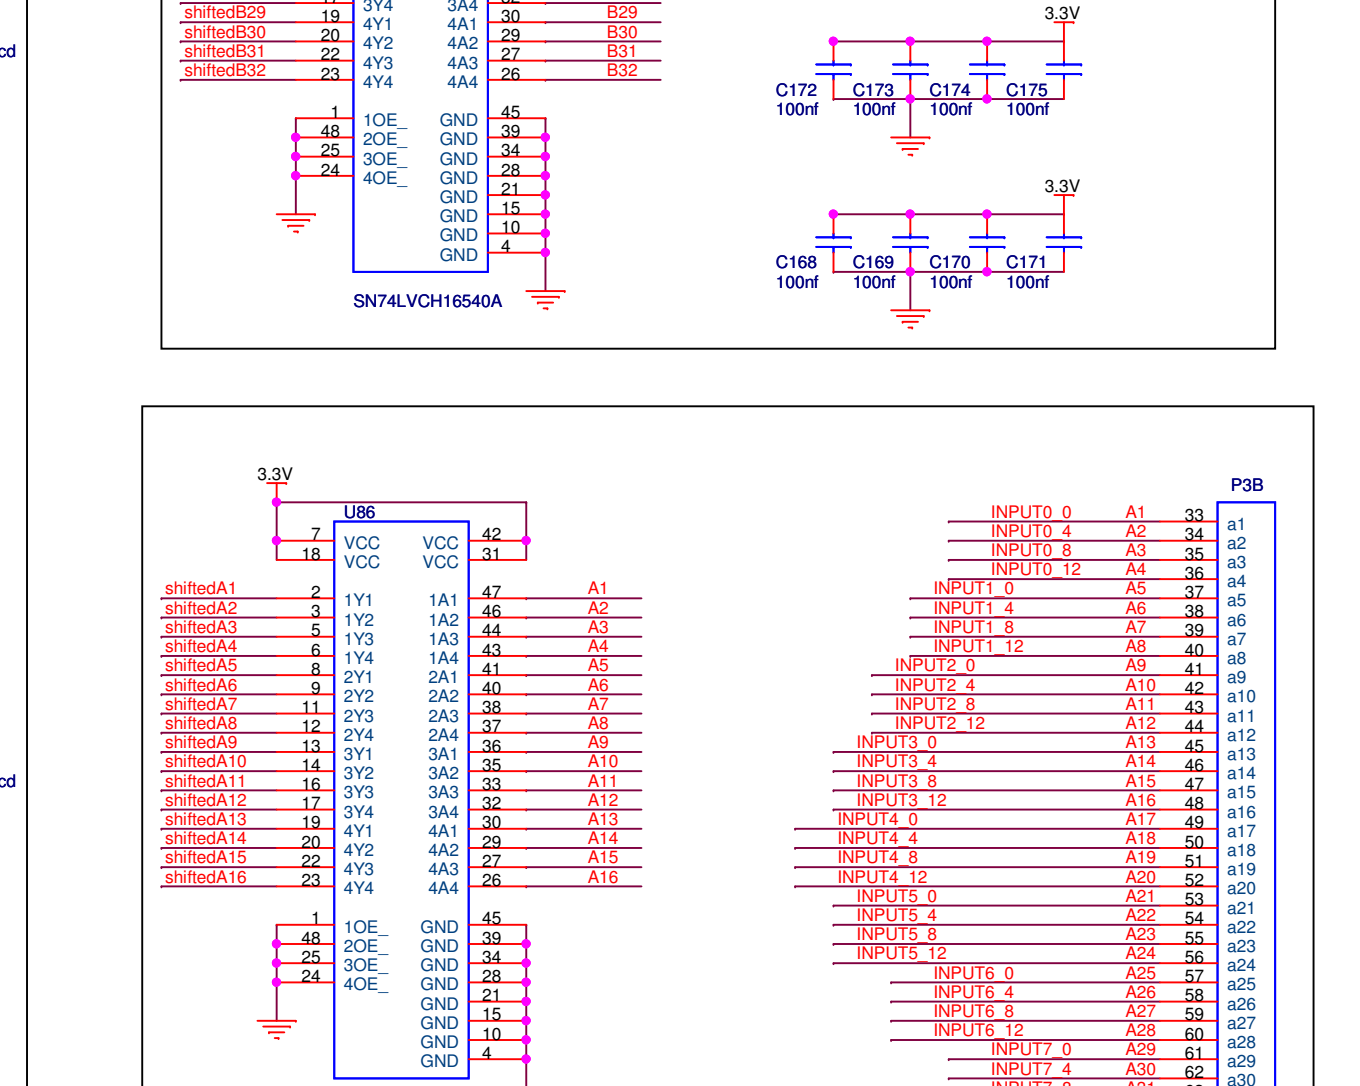 3Y4 3A4
shiftedB29 19 4Y1 4A1 30 B29
shiftedB30 20 4Y2 4A2 29 B30
cd
shiftedB31 22 4Y3 4A3 27 B31
shiftedB32 23 4Y4 4A4 26 B32
3.3V
C172 C173 C174 C175
100nf 100nf 100nf 100nf
1 1OE_ GND 45
48 2OE_ GND 39
25 3OE_ GND 34
24 4OE_ GND 28
GND 21
GND 15
GND 10
GND 4
SN74LVCH16540A
3.3V
C168 C169 C170 C171
100nf 100nf 100nf 100nf
3.3V
U86
7 VCC VCC 42
18 VCC VCC 31
shiftedA1 2 1Y1 1A1 47 A1
shiftedA2 3 1Y2 1A2 46 A2
shiftedA3 5 1Y3 1A3 44 A3
shiftedA4 6 1Y4 1A4 43 A4
shiftedA5 8 2Y1 2A1 41 A5
shiftedA6 9 2Y2 2A2 40 A6
shiftedA7 11 2Y3 2A3 38 A7
shiftedA8 12 2Y4 2A4 37 A8
shiftedA9 13 3Y1 3A1 36 A9
shiftedA10 14 3Y2 3A2 35 A10
cd
shiftedA11 16 3Y3 3A3 33 A11
shiftedA12 17 3Y4 3A4 32 A12
shiftedA13 19 4Y1 4A1 30 A13
shiftedA14 20 4Y2 4A2 29 A14
shiftedA15 22 4Y3 4A3 27 A15
shiftedA16 23 4Y4 4A4 26 A16
1 1OE_ GND 45
48 2OE_ GND 39
25 3OE_ GND 34
24 4OE_ GND 28
GND 21
GND 15
GND 10
GND 4
P3B
INPUT0_0 A1 33 a1
INPUT0_4 A2 34 a2
INPUT0_8 A3 35 a3
INPUT0_12 A4 36 a4
INPUT1_0 A5 37 a5
INPUT1_4 A6 38 a6
INPUT1_8 A7 39 a7
INPUT1_12 A8 40 a8
INPUT2_0 A9 41 a9
INPUT2_4 A10 42 a10
INPUT2_8 A11 43 a11
INPUT2_12 A12 44 a12
INPUT3_0 A13 45 a13
INPUT3_4 A14 46 a14
INPUT3_8 A15 47 a15
INPUT3_12 A16 48 a16
INPUT4_0 A17 49 a17
INPUT4_4 A18 50 a18
INPUT4_8 A19 51 a19
INPUT4_12 A20 52 a20
INPUT5_0 A21 53 a21
INPUT5_4 A22 54 a22
INPUT5_8 A23 55 a23
INPUT5_12 A24 56 a24
INPUT6_0 A25 57 a25
INPUT6_4 A26 58 a26
INPUT6_8 A27 59 a27
INPUT6_12 A28 60 a28
INPUT7_0 A29 61 a29
INPUT7_4 A30 62 a30